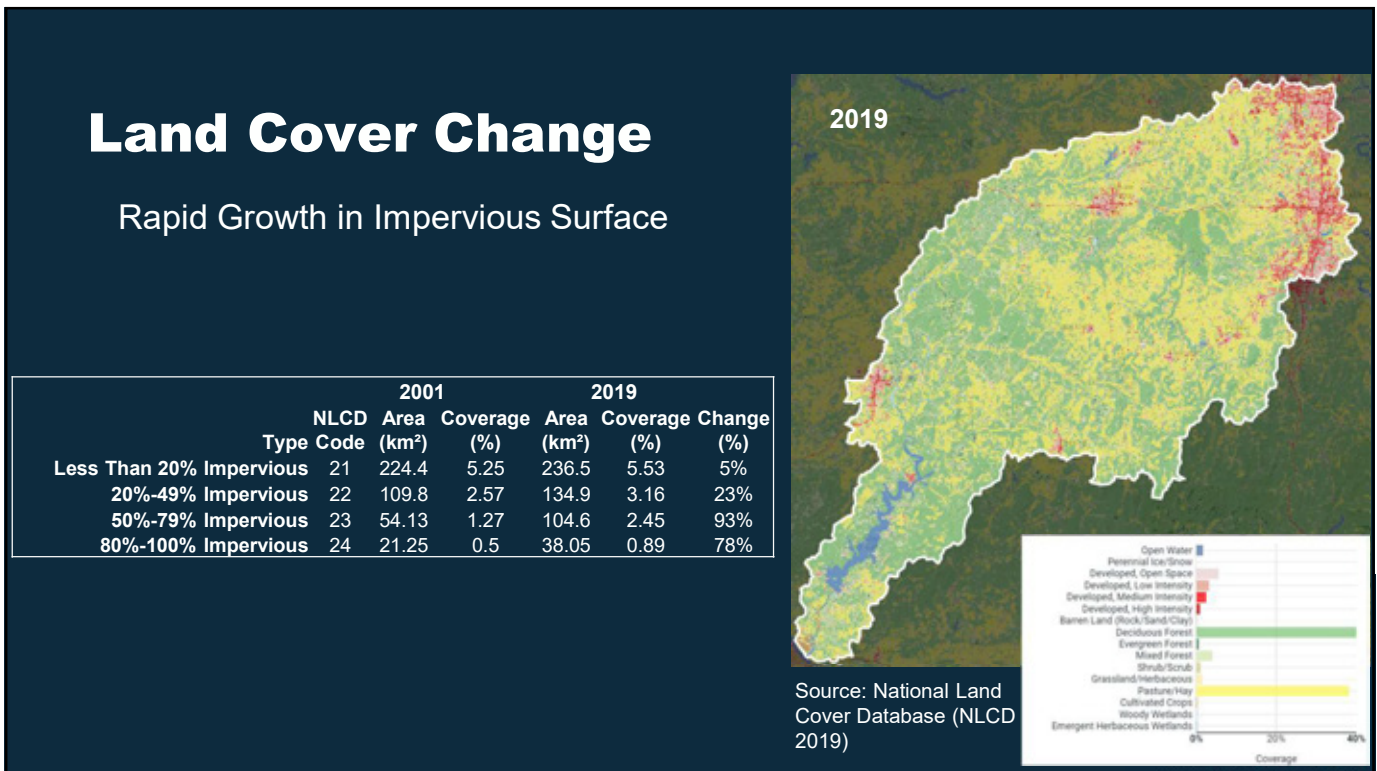 Land Cover Change
Rapid Growth in Impervious Surface
2001 2019
NLCD Area Coverage Area Coverage Change
Type Code (km²) (%) (km²) (%) (%)
Less Than 20% Impervious 21 224.4 5.25 236.5 5.53 5%
20%-49% Impervious 22 109.8 2.57 134.9 3.16 23%
50%-79% Impervious 23 54.13 1.27 104.6 2.45 93%
80%-100% Impervious 24 21.25 0.5 38.05 0.89 78%
2019
Source: National Land
Cover Database (NLCD
2019)
Open Water
Perennial Ice/Snow
Developed, Open Space
Developed, Low Intensity
Developed, Medium Intensity
Developed, High Intensity
Barren Land (Rock/Sand/Clay)
Deciduous Forest
Evergreen Forest
Mixed Forest
Shrub/Scrub
Grassland/Herbaceous
Pasture/Hay
Cultivated Crops
Woody Wetlands
Emergent Herbaceous Wetlands
0% 20% 40%
Coverage